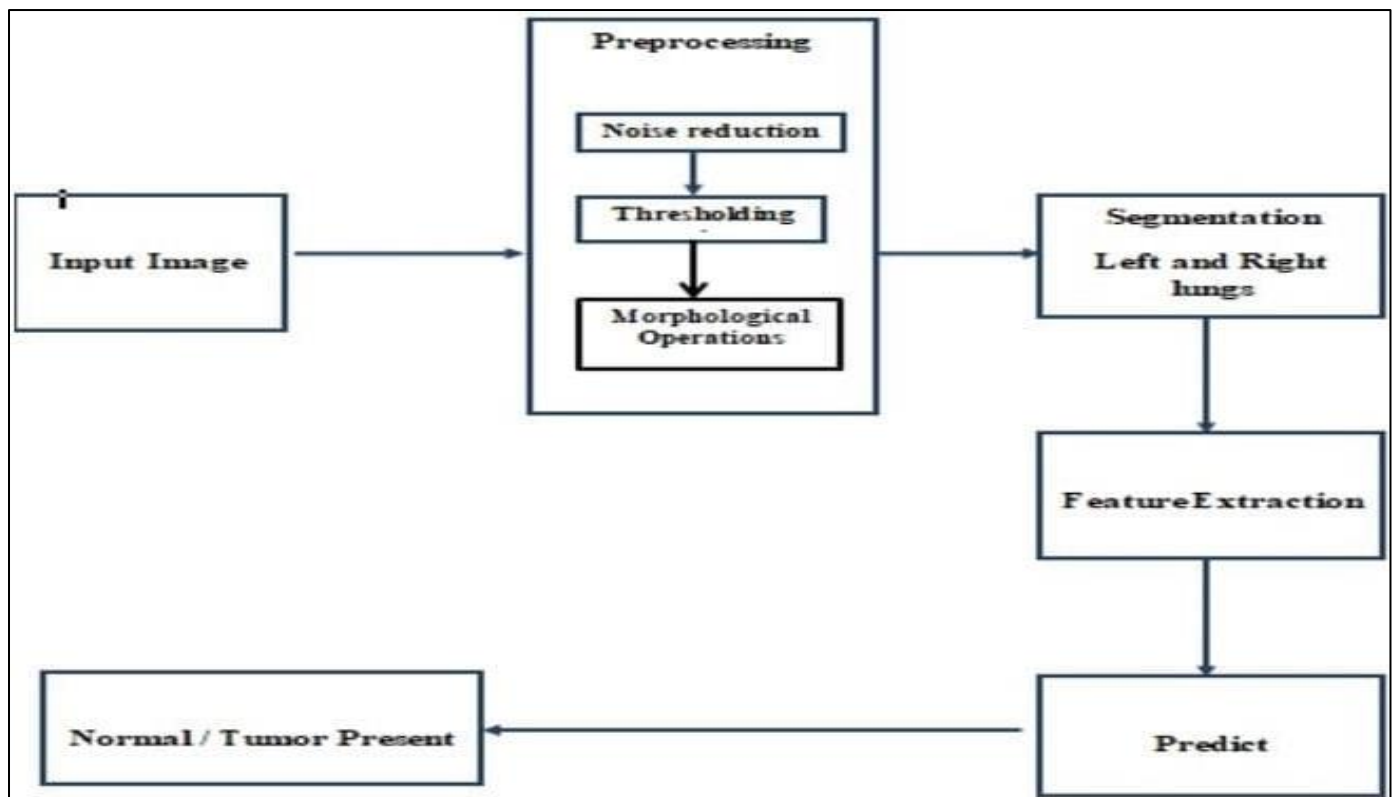 Preprocessing
Noise reduction
Thresholding
Morphological
Operations
Input Image
Segmentation
Left and Right
lungs
FeatureExtraction
Predict
Normal / Tumor Present